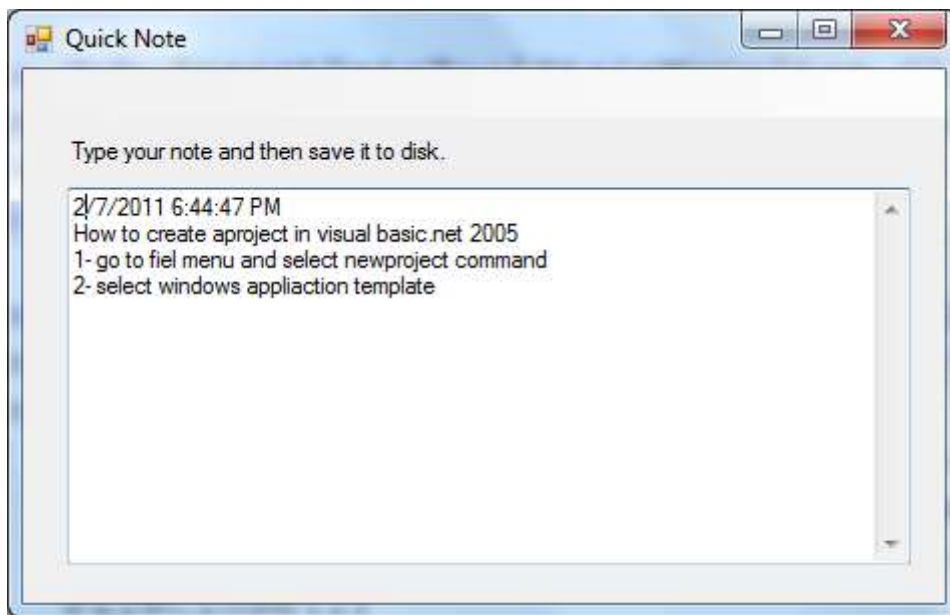 Quick Note
Type your note and then save it to disk.
2/7/2011 6:44:47 PM
How to create aproject in visual basic.net 2005
1- go to fiel menu and select newproject command
2- select windows appliaction template